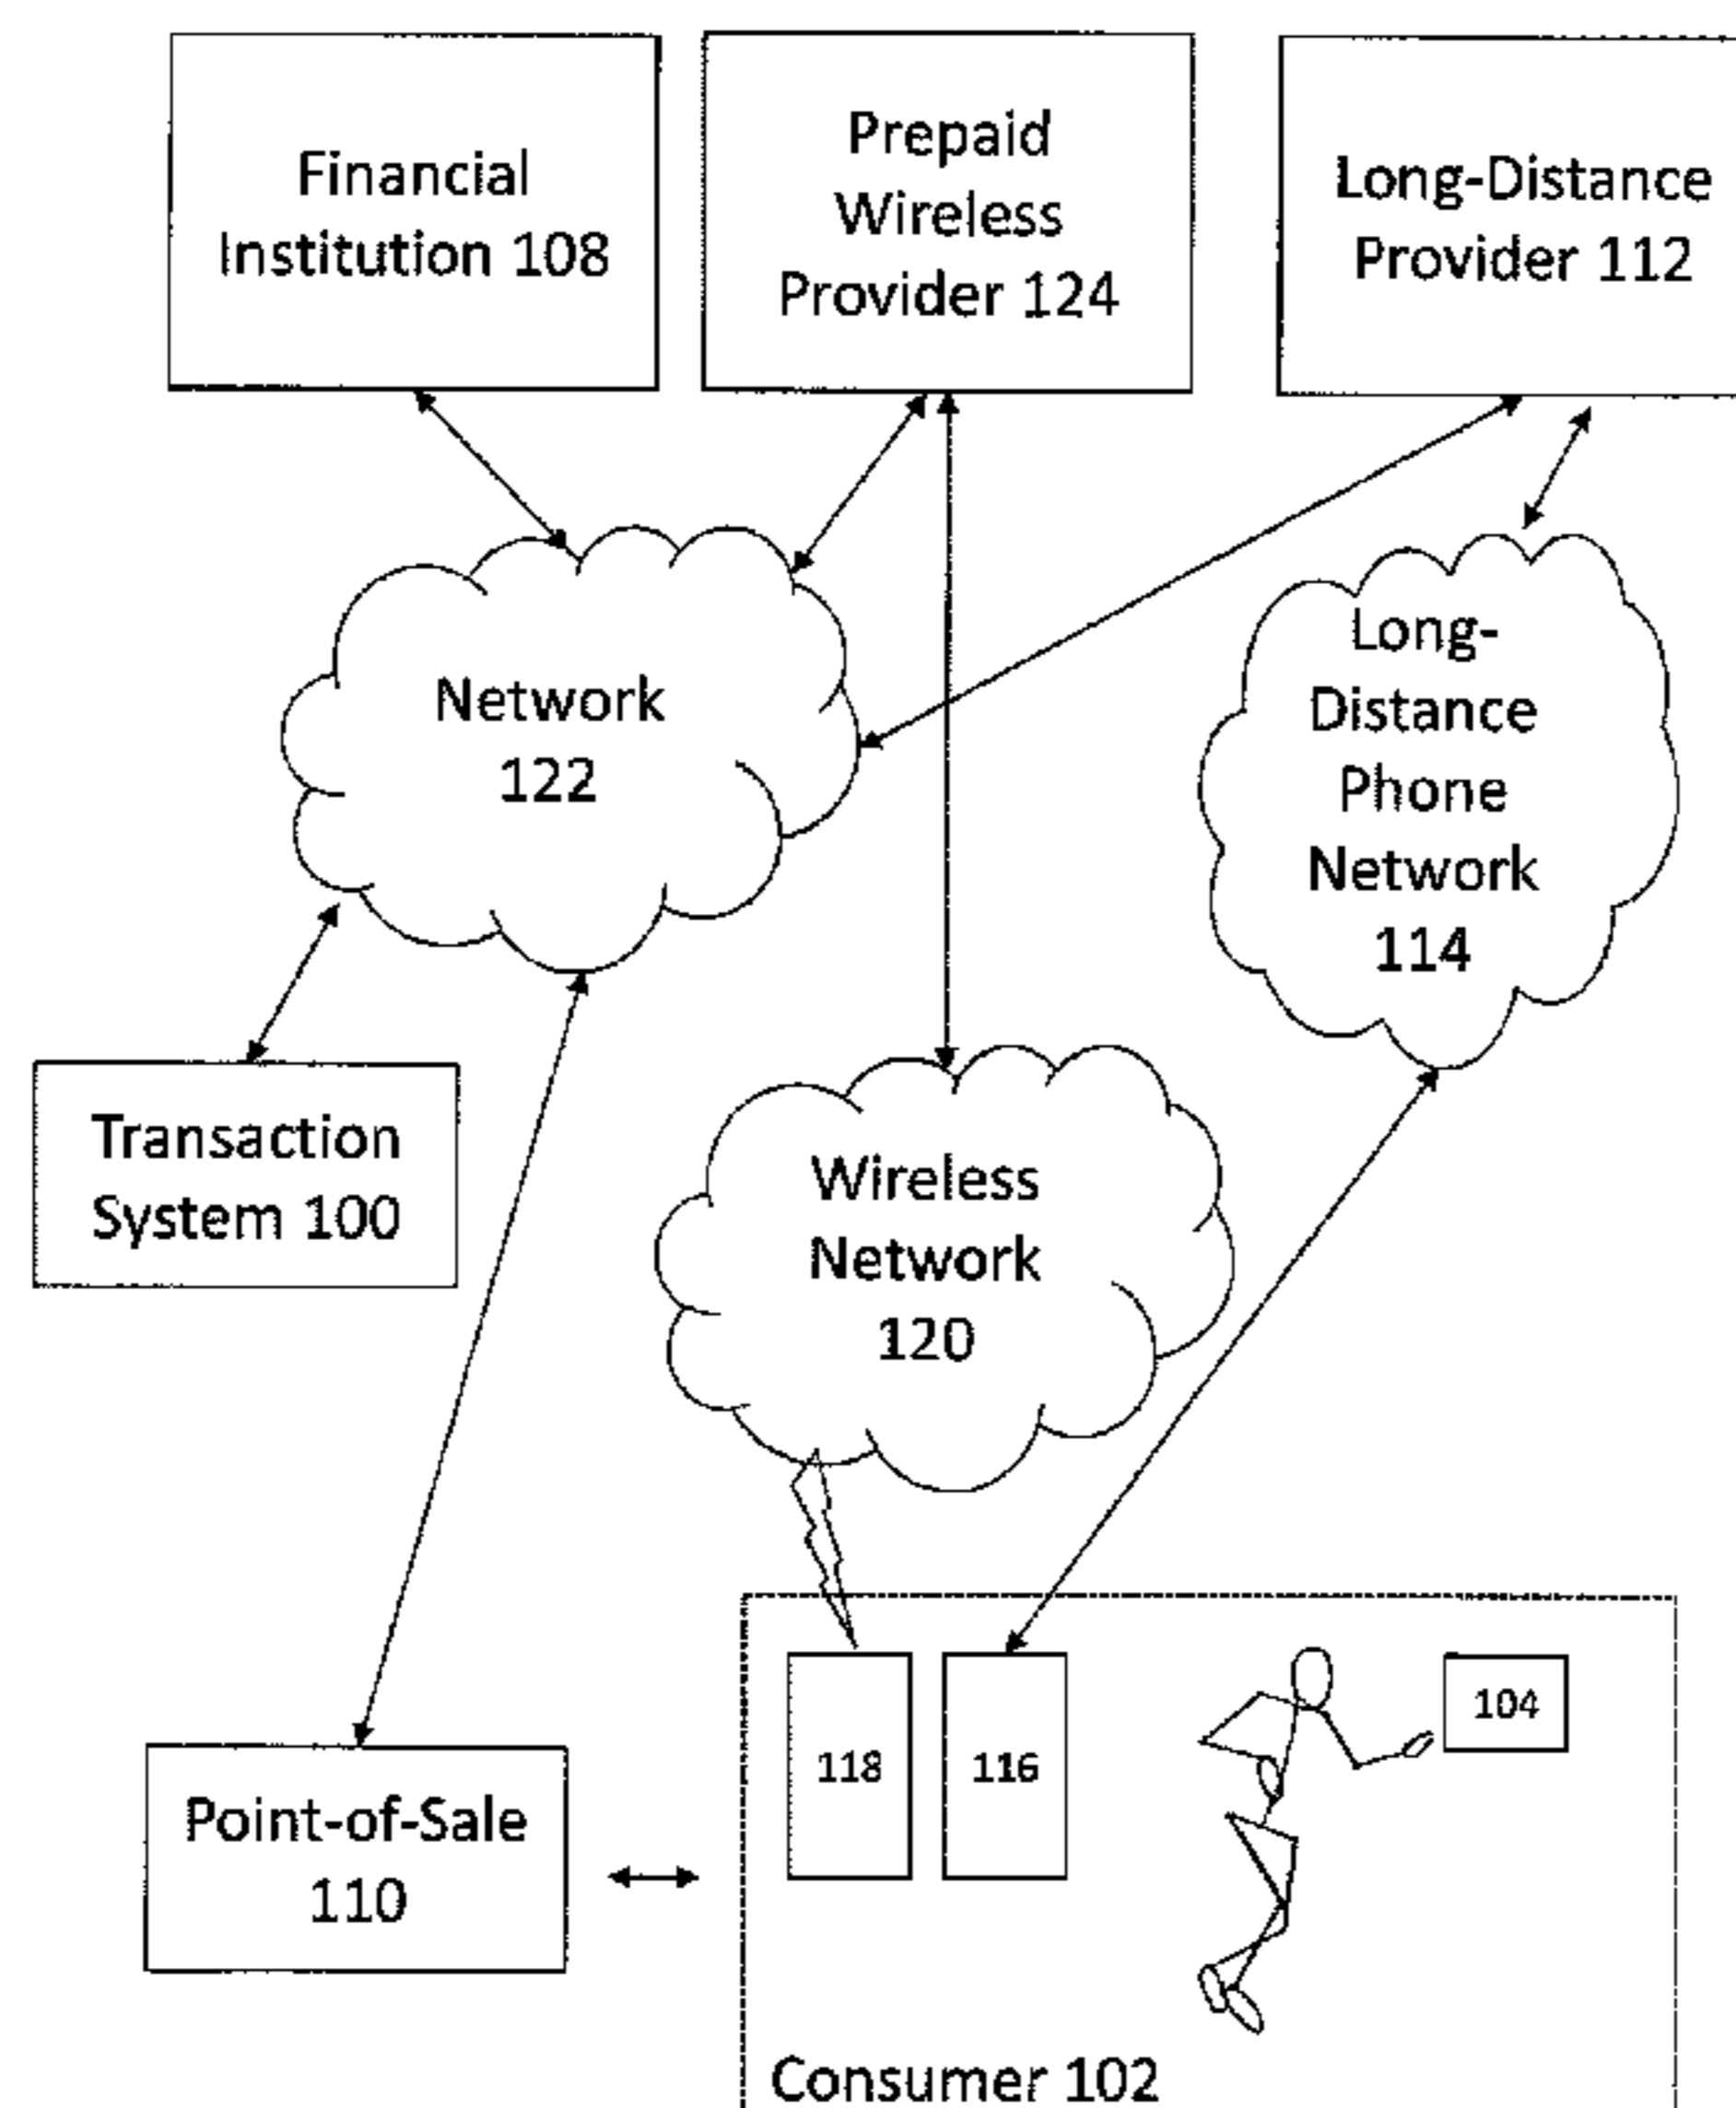 Financial
Institution 108
Prepaid
Wireless
Provider 124
Long-Distance
Provider 112
Network
122
Long-
Distance
Phone
Network
114
Transaction
System 100
Wireless
Network
120
Point-of-Sale
110
118
116
104
Consumer 102